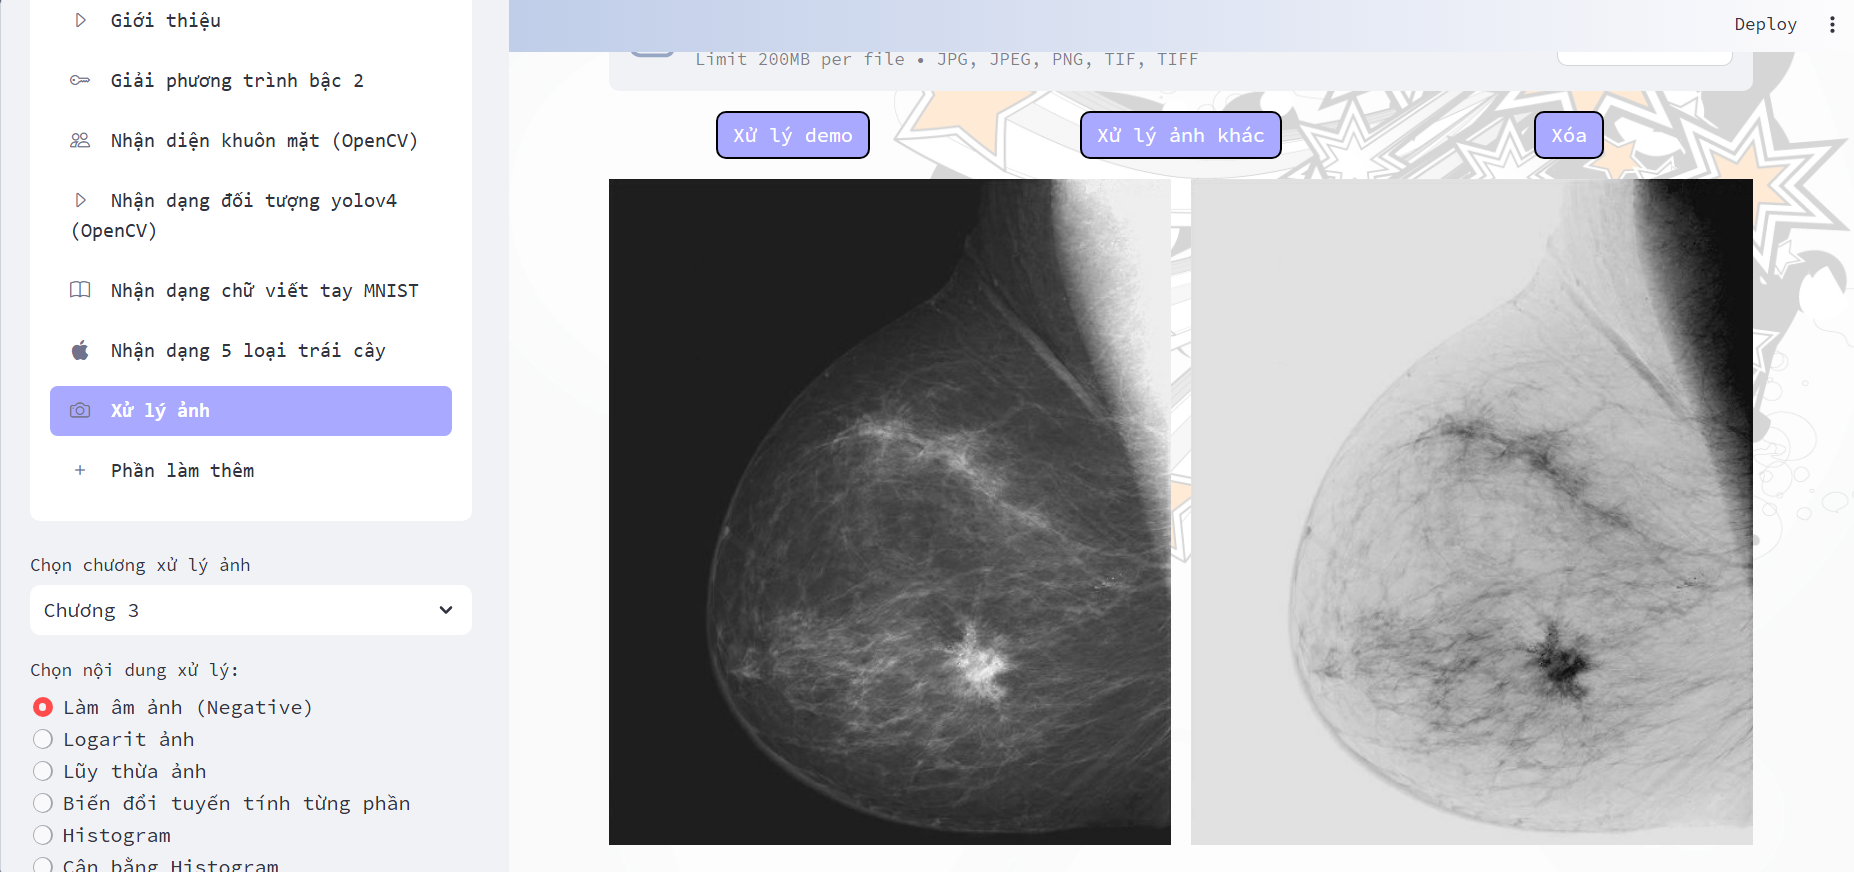 Giới thiệu
Giải phương trình bậc 2
Nhận diện khuôn mặt (OpenCV)
Nhận dạng đối tượng yolov4
(OpenCV)
Nhận dạng chữ viết tay MNIST
Nhận dạng 5 loại trái cây
Xử lý ảnh
Phần làm thêm
Chọn chương xử lý ảnh
Chương 3
Chọn nội dung xử lý:
Làm âm ảnh (Negative)
Logarit ảnh
Lũy thừa ảnh
Biến đổi tuyến tính từng phần
Histogram
Cân bằng Histogram
Deploy
Limit 200MB per file • JPG, JPEG, PNG, TIF, TIFF
Xử lý demo
Xử lý ảnh khác
Xóa